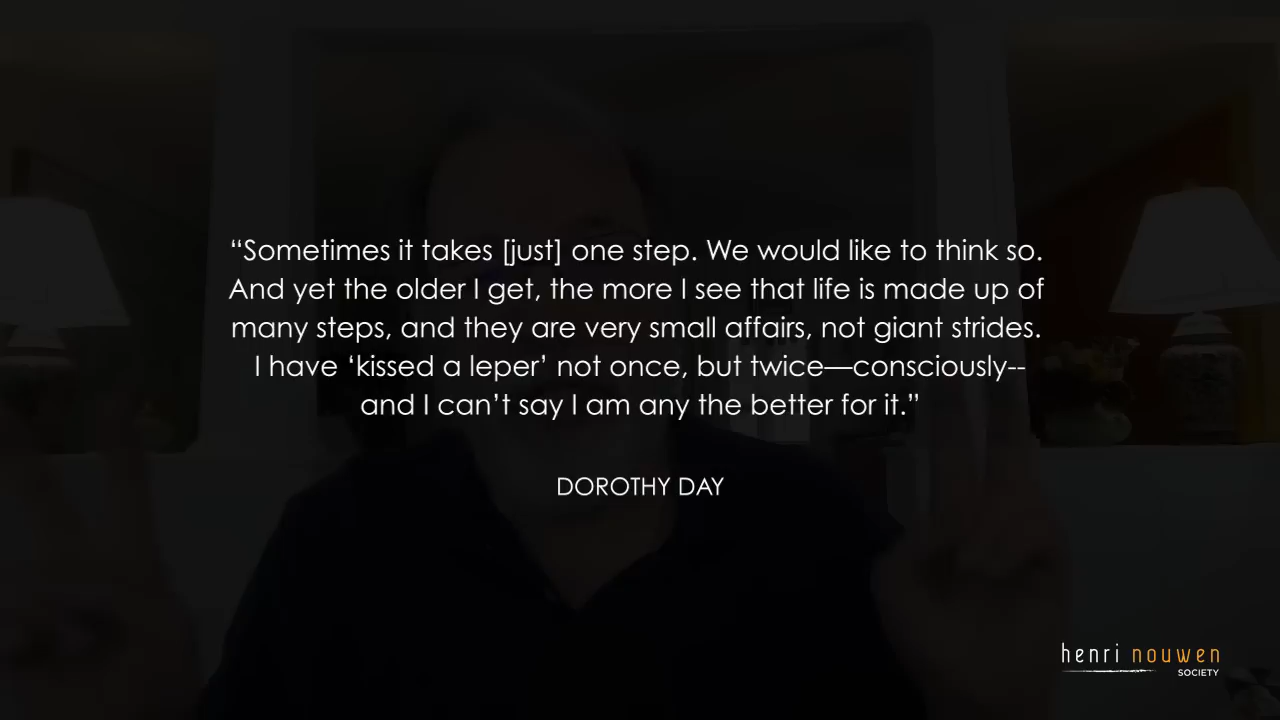 “Sometimes it takes [just] one step. We would like to think so.
And yet the older I get, the more I see that life is made up of
many steps, and they are very small affairs, not giant strides.
I have ‘kissed a leper’ not once, but twice—consciously--
and I can’t say I am any the better for it.”
DOROTHY DAY
henri nouwen
SOCIETY